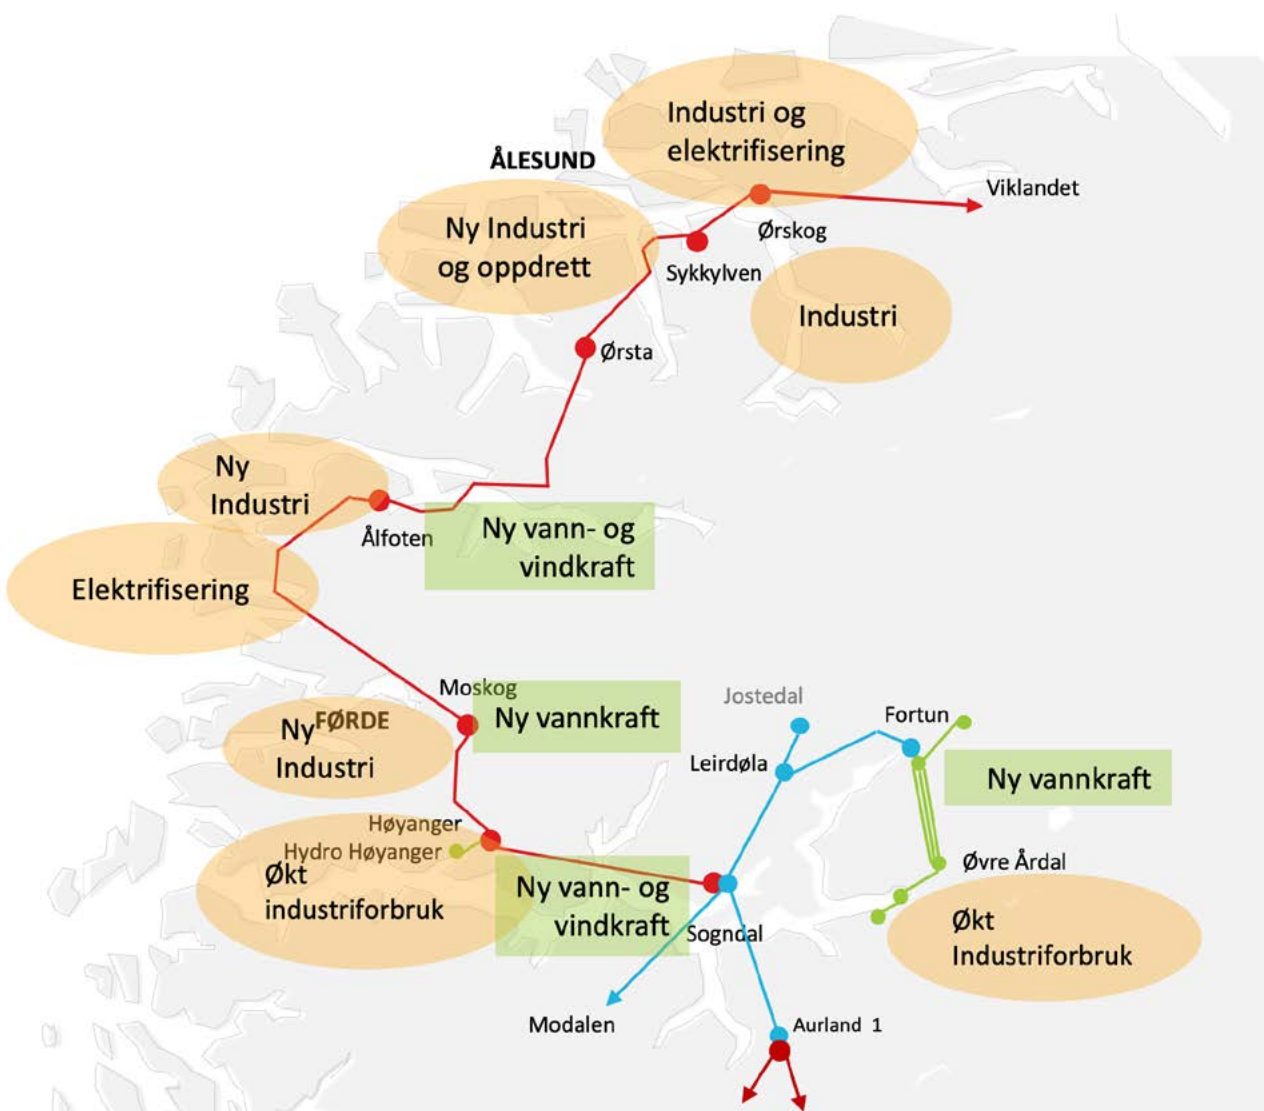 Industri og
elektrifisering
ÅLESUND
Viklandet
Ny Industri
og oppdrett
Ørskog
Sykkylven
Industri
Ørsta
Ny
Industri
Ålfoten
Ny vann- og
vindkraft
Elektrifisering
Moskog
Ny vannkraft
Jostedal
Fortun
Ny FØRDE
Industri
Leirdøla
Ny vannkraft
Høyanger
Hydro Høyanger
Økt
industriforbruk
Ny vann- og
vindkraft
Øvre Årdal
Sogndal
Økt
Industriforbruk
Modalen
Aurland 1